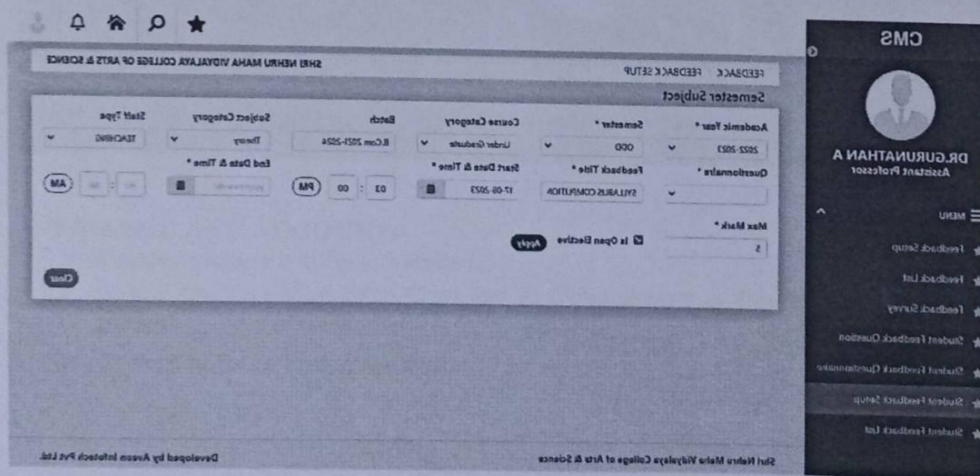 CMS
DR.GURUNATHAN A
Assistant Professor
MENU
Feedback Setup
Feedback List
Feedback Survey
Student Feedback Question
Student Feedback Questionnaire
Student Feedback Setup
Student Feedback List
FEEDBACK FEEDBACK SETUP
SHRI NEHRU MAHA VIDYALAYA COLLEGE OF ARTS & SCIENCE
Semester Subject
Academic Year * Semester * Course Category Batch Subject Category Staff Type
2022-2023 ODD Under Graduate B.Com 2021-2024 Theory TEACHING
Questionnaire * Feedback Title * Start Date & Time * End Date & Time *
SYLLABUS COMPLITION 17-08-2023 03 : 00 PM : AM
Max Mark *
5 Is Open Elective Apply
Clear
Shri Nehru Maha Vidyalaya College of Arts & Science
Developed by Aveon Infotech Pvt Ltd.